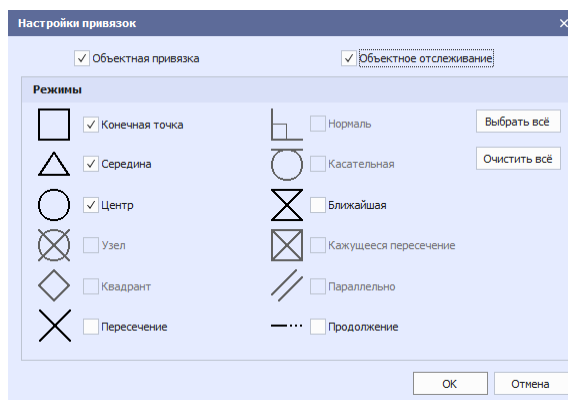 Настройки привязок
Объектная привязка
Объектное отслеживание
Режимы
Конечная точка
Нормаль
Выбрать всё
Середина
Касательная
Очистить всё
Центр
Ближайшая
Узел
Кажущееся пересечение
Квадрант
Параллельно
Пересечение
Продолжение
ОК
Отмена